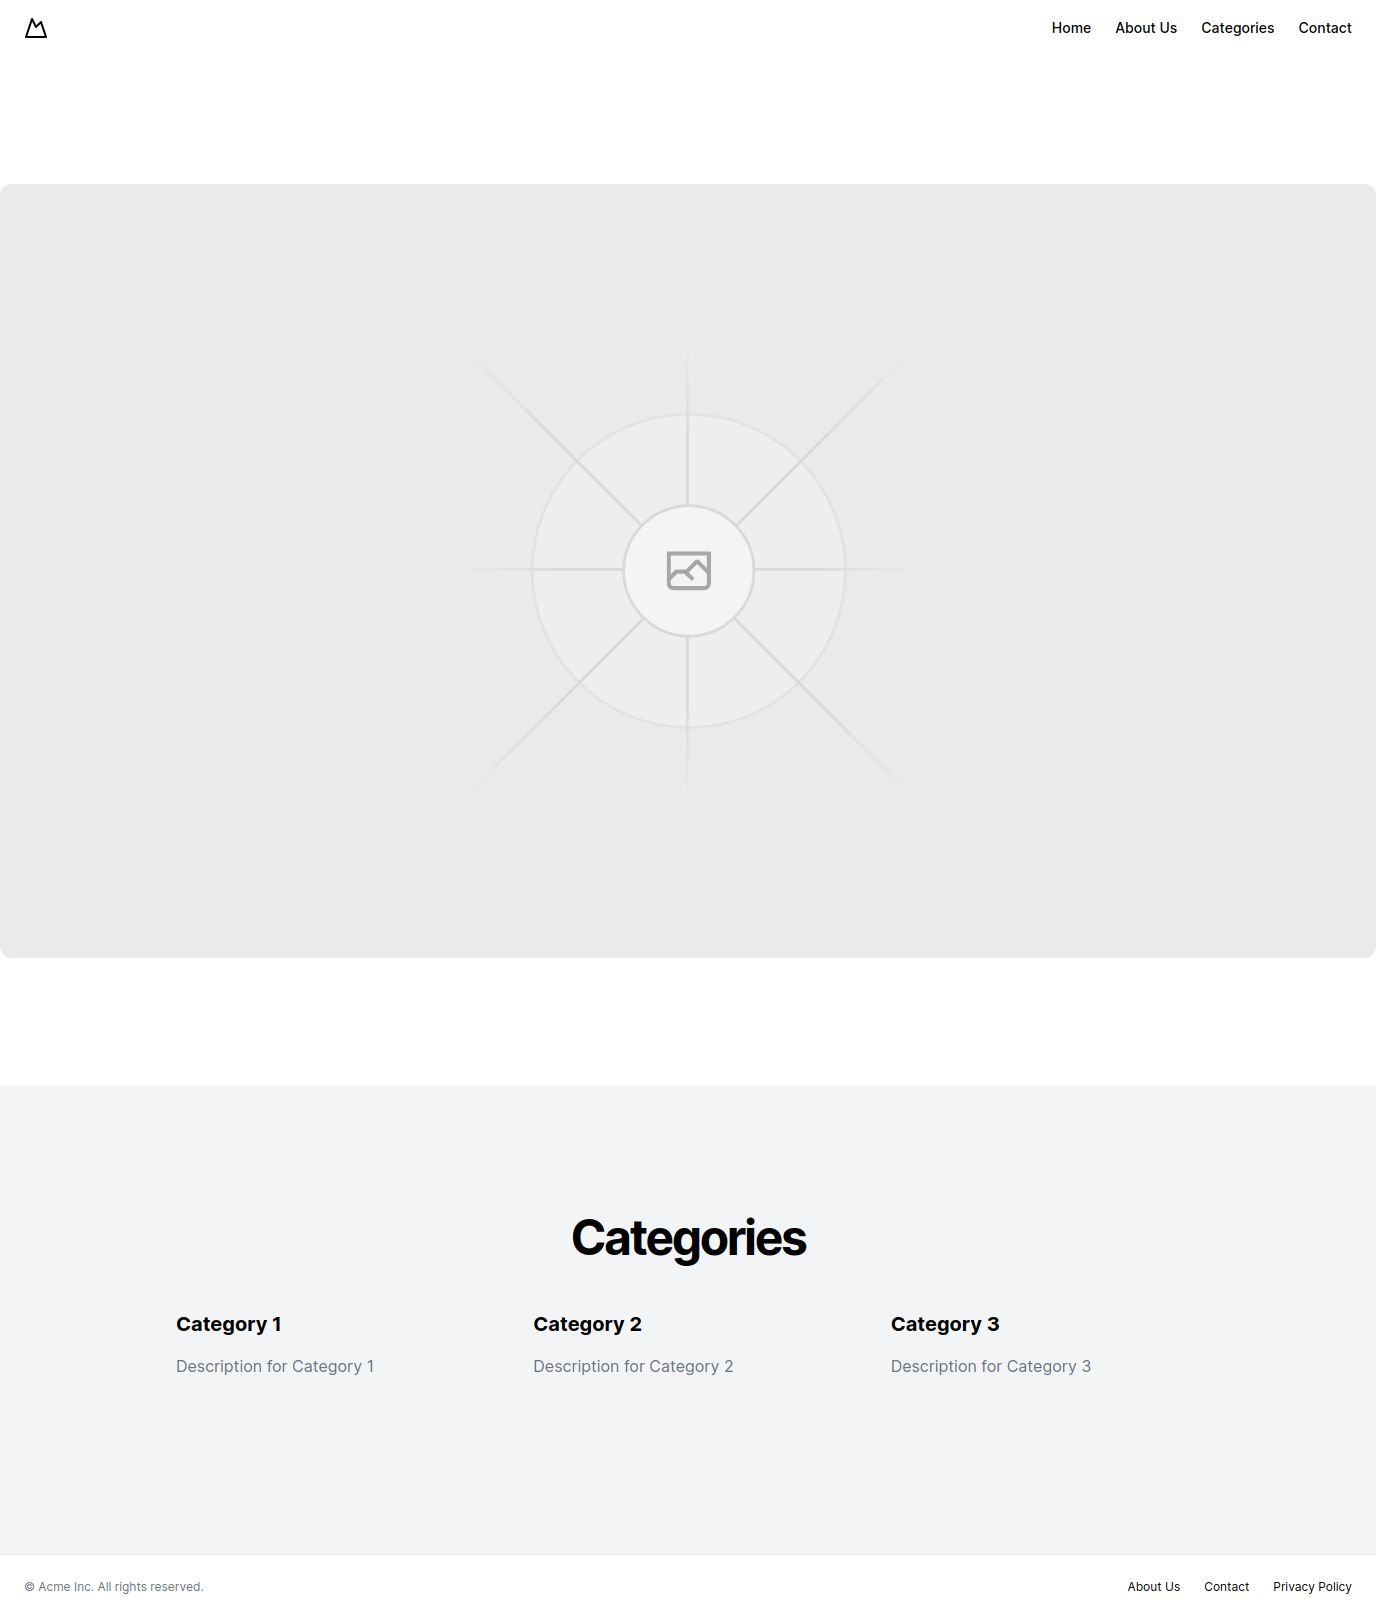 Home About Us Categories Contact
Categories
Category 1 Category 2 Category 3
Description for Category 1 Description for Category 2 Description for Category 3
© Acme Inc. All rights reserved. About Us Contact Privacy Policy